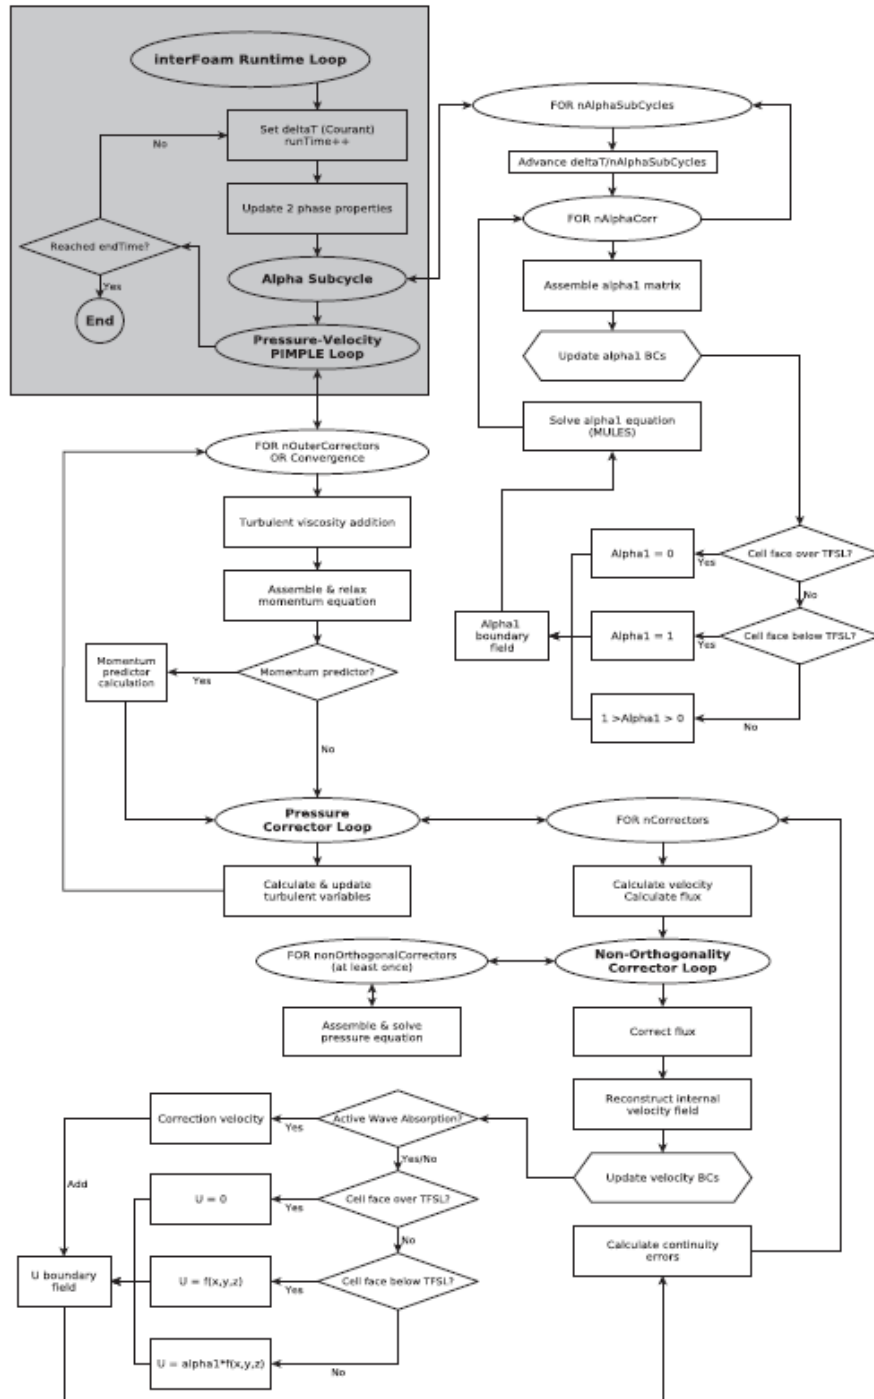 interFoam Runtime Loop
Set deltaT (Courant)
runTime++
No
Update 2 phase properties
Reached endTime?
Yes
End
Alpha Subcycle
Pressure-Velocity
PIMPLE Loop
FOR nAlphaSubCycles
Advance deltaT/nAlphaSubCycles
FOR nAlphaCorr
Assemble alpha1 matrix
Update alpha1 BCs
Solve alpha1 equation
(MULES)
Cell face over TFSL?
Yes
Alpha1 = 0
No
Cell face below TFSL?
Yes
Alpha1 = 1
Alpha1
boundary
field
1 >Alpha1 > 0
No
FOR nOuterCorrectors
OR Convergence
Turbulent viscosity addition
Assemble & relax
momentum equation
Momentum predictor?
Yes
Momentum
predictor
calculation
No
Pressure
Corrector Loop
Calculate & update
turbulent variables
FOR nCorrectors
Calculate velocity
Calculate flux
Non-Orthogonality
Corrector Loop
FOR nonOrthogonalCorrectors
(at least once)
Assemble & solve
pressure equation
Correct flux
Reconstruct internal
velocity field
Update velocity BCs
Active Wave Absorption?
Yes
Correction velocity
Add
Yes/No
Cell face over TFSL?
Yes
U = 0
No
Cell face below TFSL?
Yes
U = f(x,y,z)
U boundary
field
No
U = alpha1*f(x,y,z)
Calculate continuity
errors